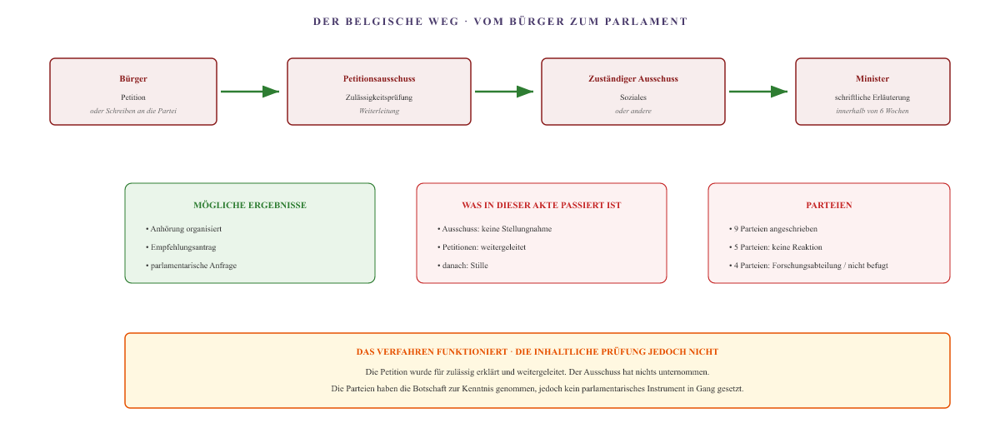 DER BELGISCHE WEG · VOM BÜRGER ZUM PARLAMENT
Bürger
Petition
oder Schreiben an die Partei
Petitionsausschuss
Zulässigkeitsprüfung
Weiterleitung
Zuständiger Ausschuss
Soziales
oder andere
Minister
schriftliche Erläuterung
innerhalb von 6 Wochen
MÖGLICHE ERGEBNISSE
• Anhörung organisiert
• Empfehlungsantrag
• parlamentarische Anfrage
WAS IN DIESER AKTE PASSIERT IST
• Ausschuss: keine Stellungnahme
• Petitionen: weitergeleitet
• danach: Stille
PARTEIEN
• 9 Parteien angeschrieben
• 5 Parteien: keine Reaktion
• 4 Parteien: Forschungsabteilung / nicht befugt
DAS VERFAHREN FUNKTIONIERT · DIE INHALTLICHE PRÜFUNG JEDOCH NICHT
Die Petition wurde für zulässig erklärt und weitergeleitet. Der Ausschuss hat nichts unternommen.
Die Parteien haben die Botschaft zur Kenntnis genommen, jedoch kein parlamentarisches Instrument in Gang gesetzt.